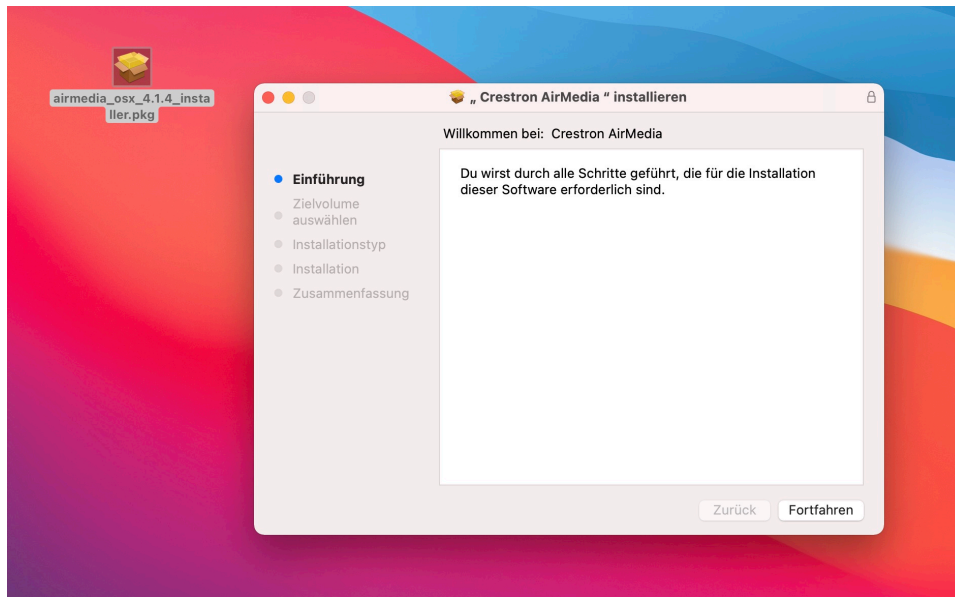 airmedia_osx_4.1.4_insta
ller.pkg
„ Crestron AirMedia “ installieren
Willkommen bei: Crestron AirMedia
Einführung
Zielvolume
auswählen
Installationstyp
Installation
Zusammenfassung
Du wirst durch alle Schritte geführt, die für die Installation
dieser Software erforderlich sind.
Zurück
Fortfahren